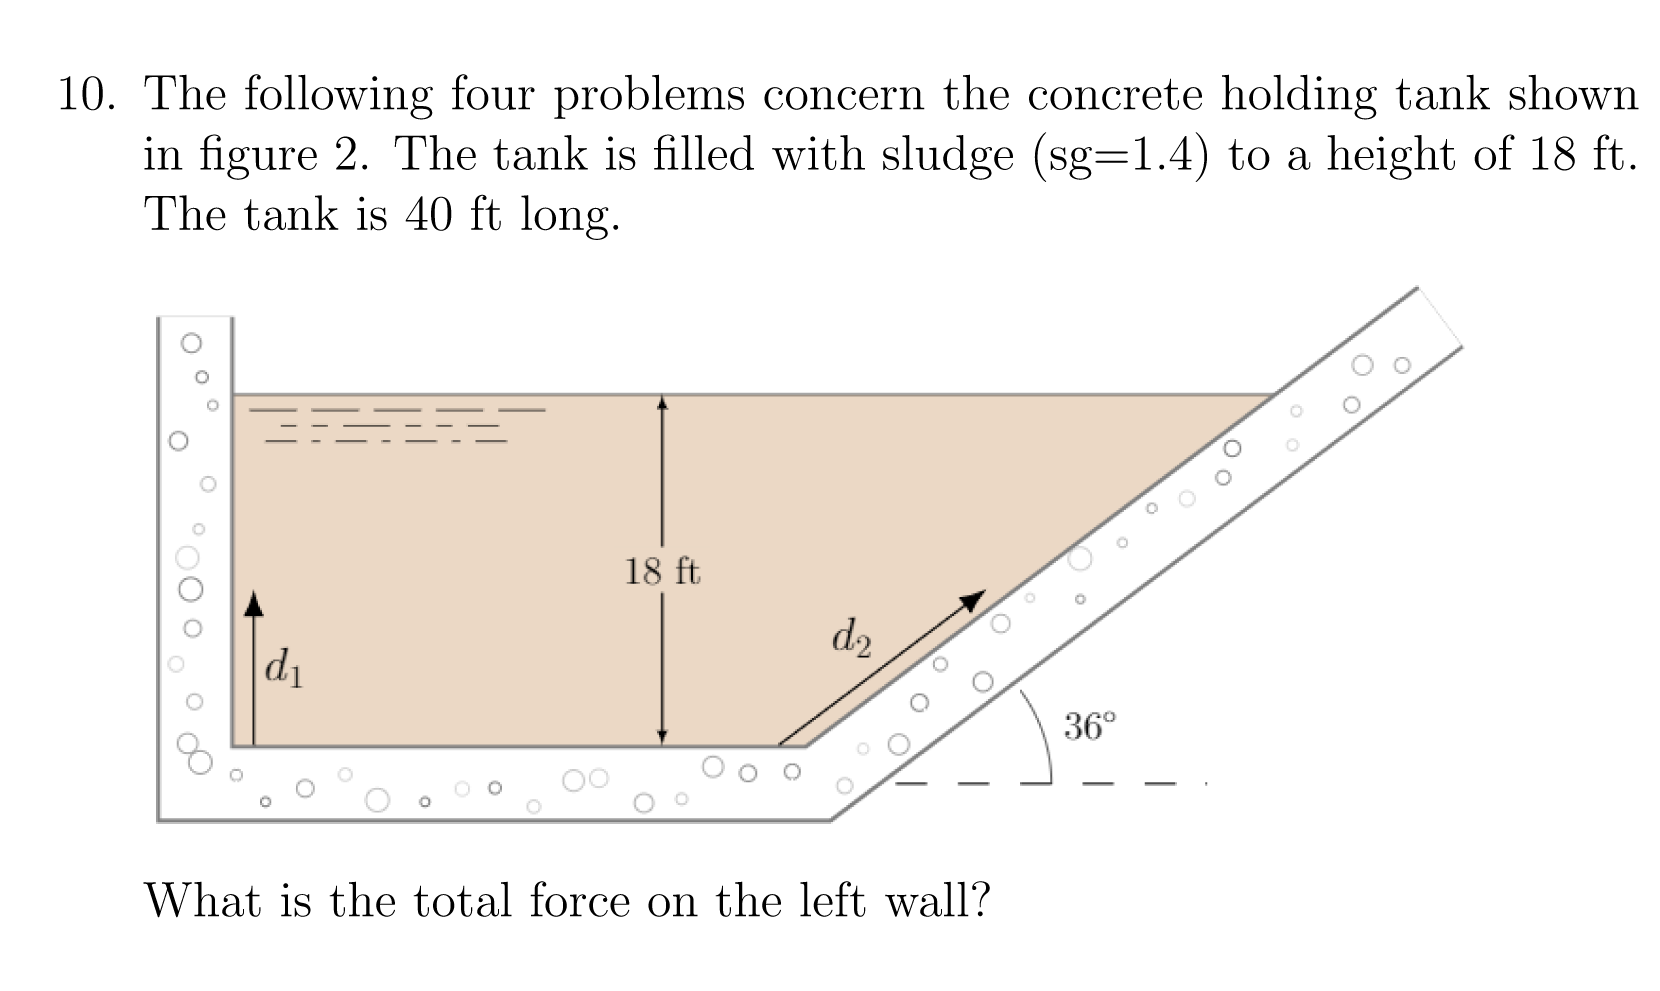 10. The following four problems concern the concrete holding tank shown
in figure 2. The tank is filled with sludge (sg=1.4) to a height of 18 ft.
The tank is 40 ft long.
18 ft
d₂
d₁
36°
What is the total force on the left wall?